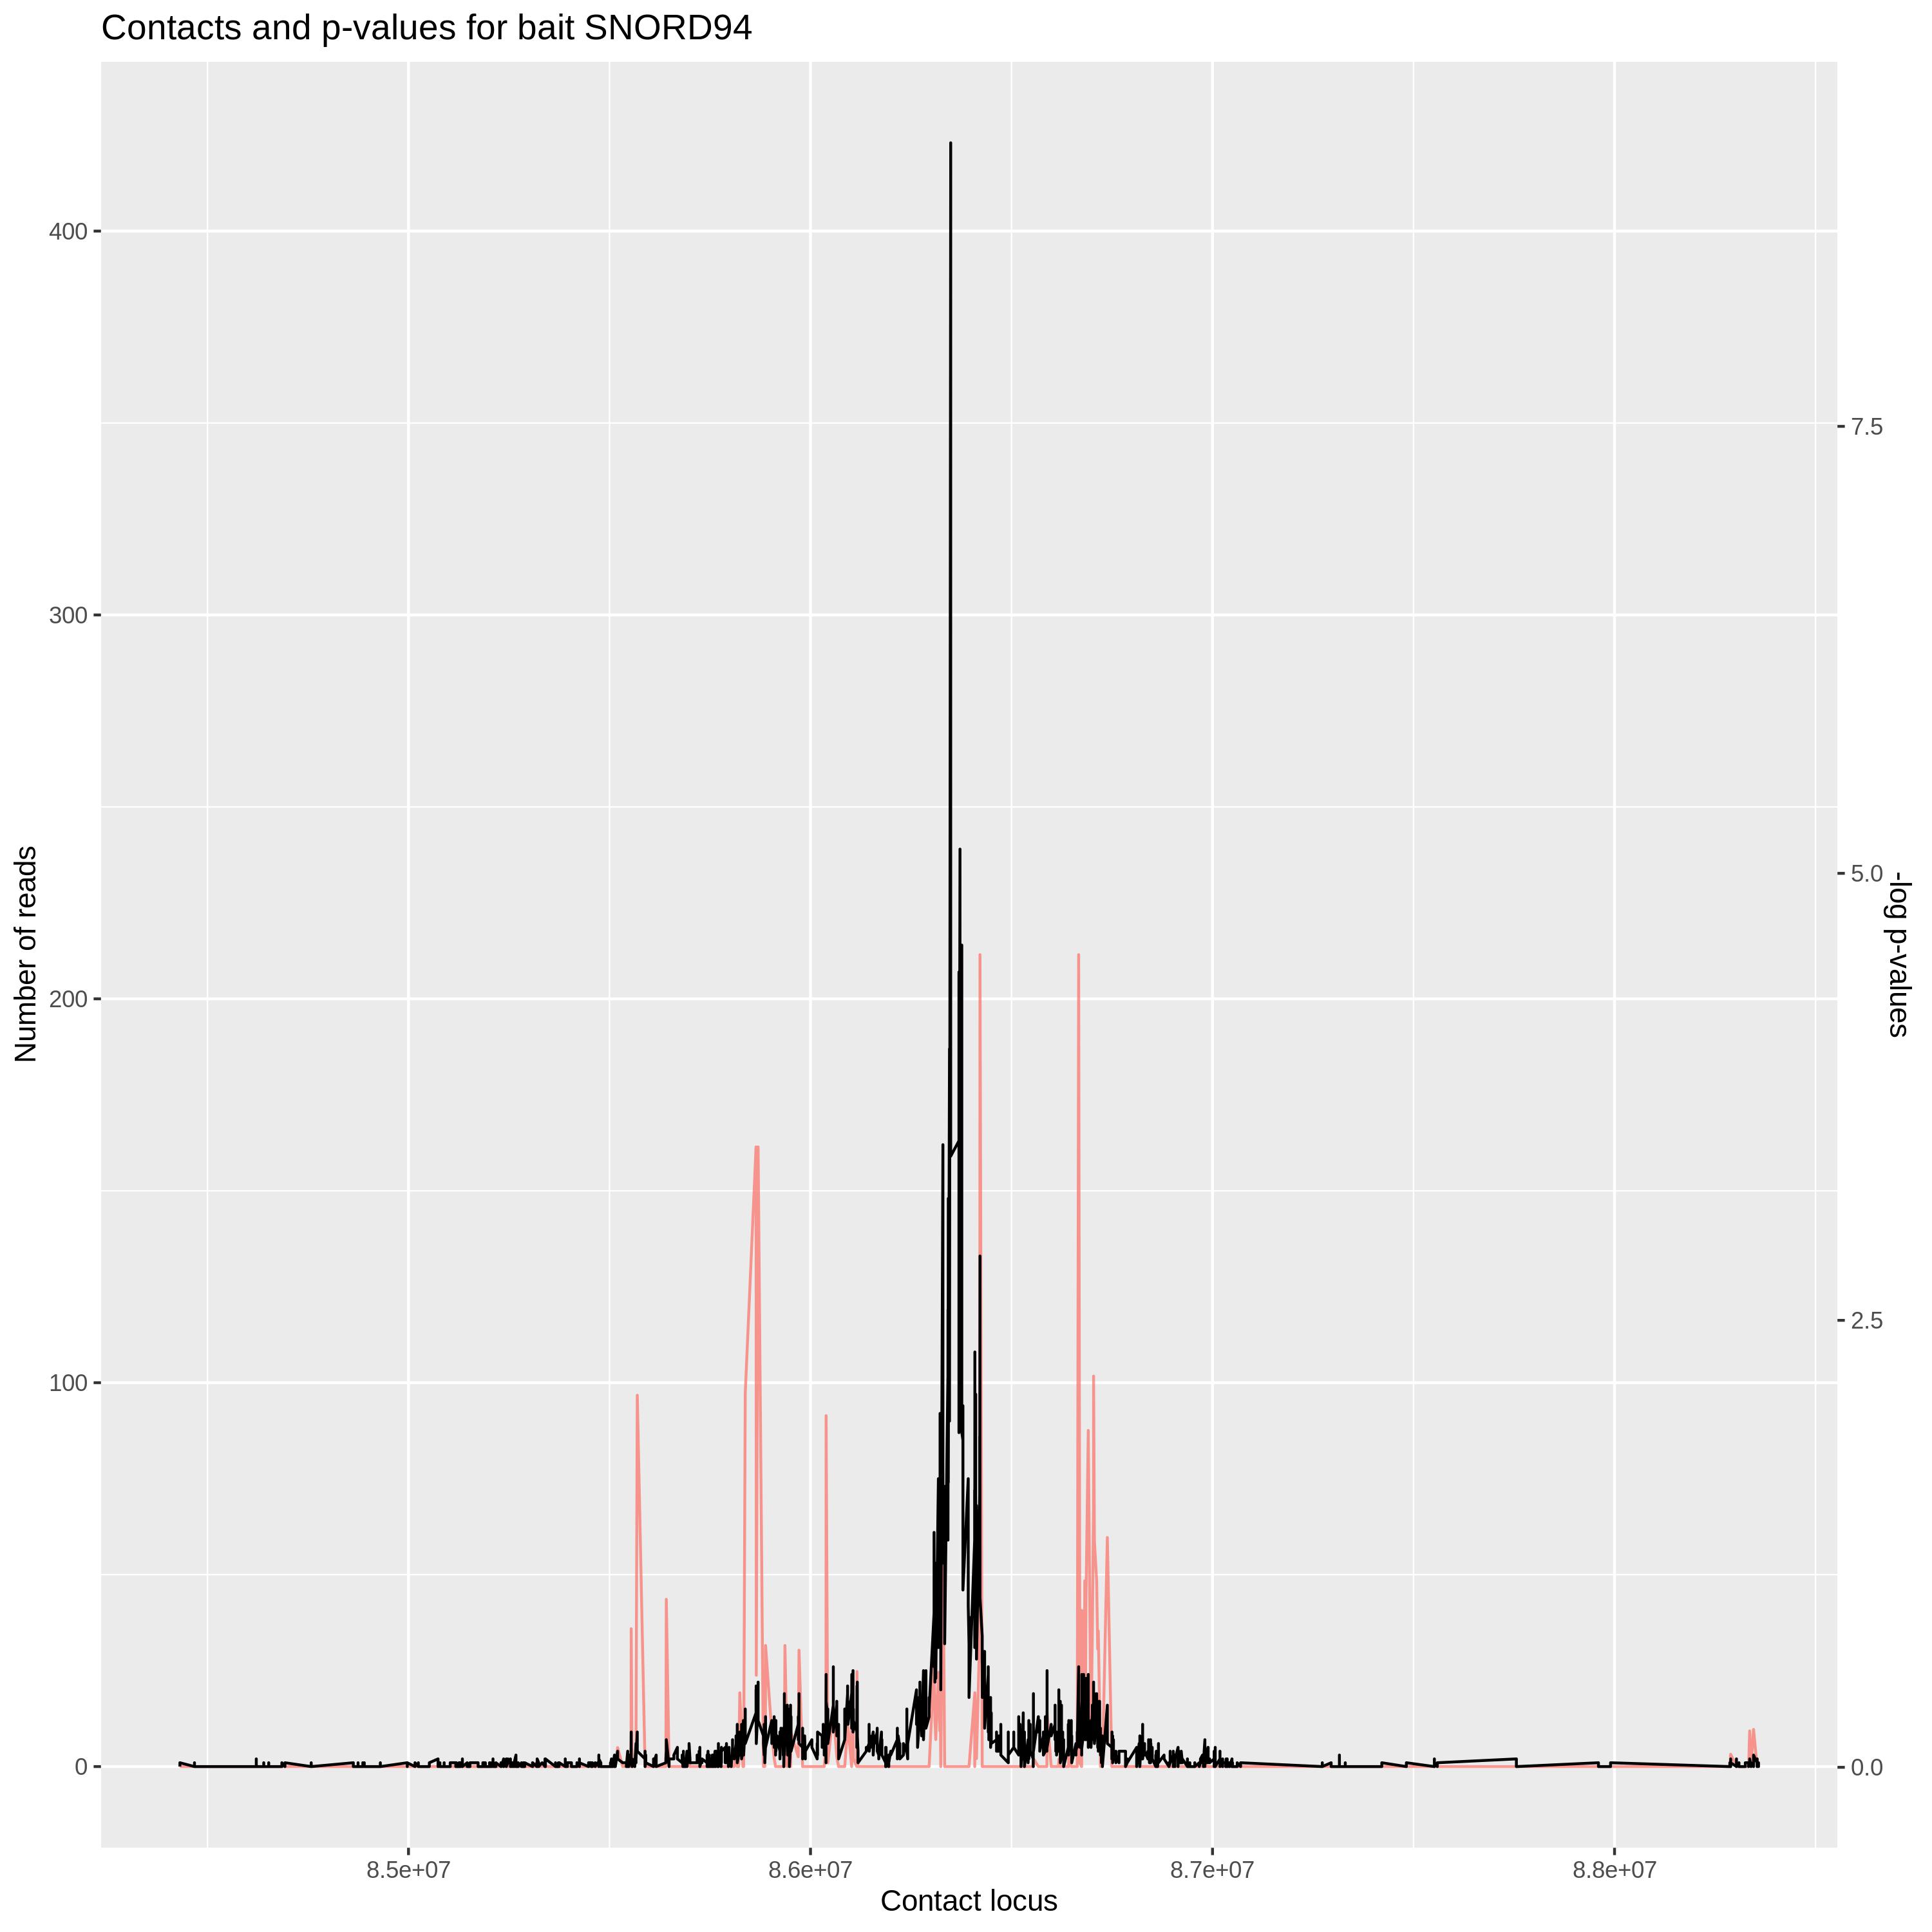 Contacts and p-values for bait SNORD94
400
300
200
100
0
Number of reads
7.5
5.0
2.5
0.0
-log p-values
8.5e+07
8.6e+07
8.7e+07
8.8e+07
Contact locus